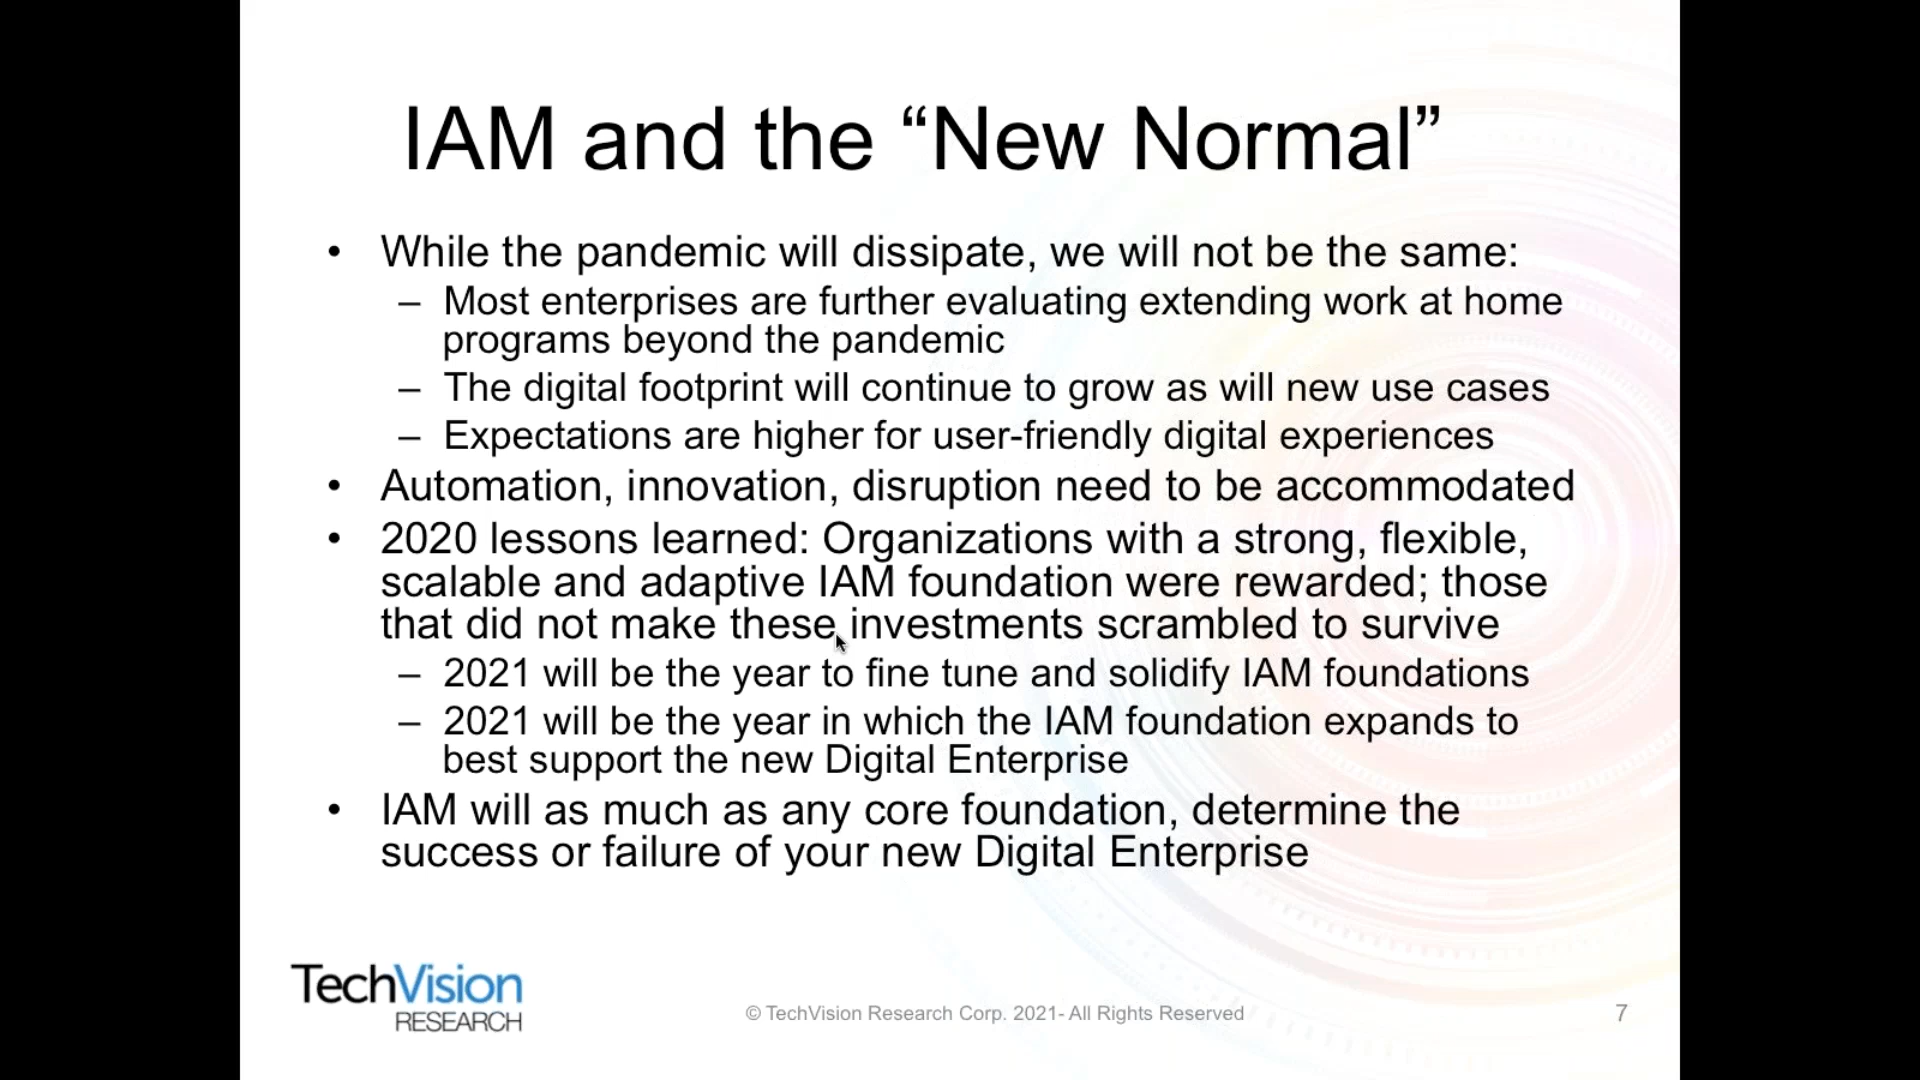 IAM and the “New Normal”
• While the pandemic will dissipate, we will not be the same:
– Most enterprises are further evaluating extending work at home
programs beyond the pandemic
– The digital footprint will continue to grow as will new use cases
– Expectations are higher for user-friendly digital experiences
• Automation, innovation, disruption need to be accommodated
• 2020 lessons learned: Organizations with a strong, flexible,
scalable and adaptive IAM foundation were rewarded; those
that did not make these investments scrambled to survive
– 2021 will be the year to fine tune and solidify IAM foundations
– 2021 will be the year in which the IAM foundation expands to
best support the new Digital Enterprise
• IAM will as much as any core foundation, determine the
success or failure of your new Digital Enterprise
TechVision
RESEARCH
© TechVision Research Corp. 2021- All Rights Reserved
7